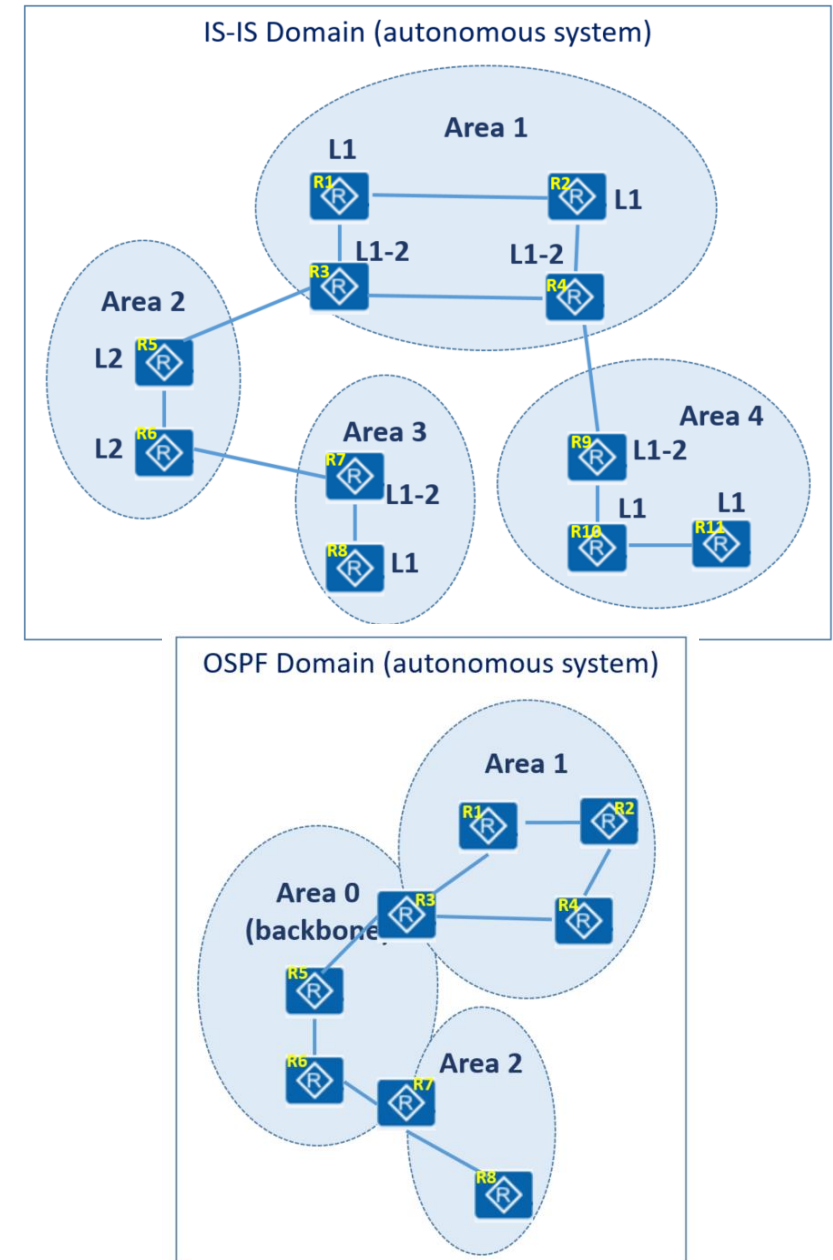 IS-IS Domain (autonomous system)
Area 1
L1
R1
R
R2
R
L1
L1-2
L1-2
R3
R
R4
R
Area 2
R5
L2
R
R6
L2
R
Area 3
R7
R
L1-2
R8
R
L1
Area 4
R9
R
L1-2
L1
L1
R10
R
R11
R
OSPF Domain (autonomous system)
Area 1
R1
R
R2
R
Area 0
(backbone)
R3
R
R4
R
R5
R
R6
R
Area 2
R7
R
R8
R